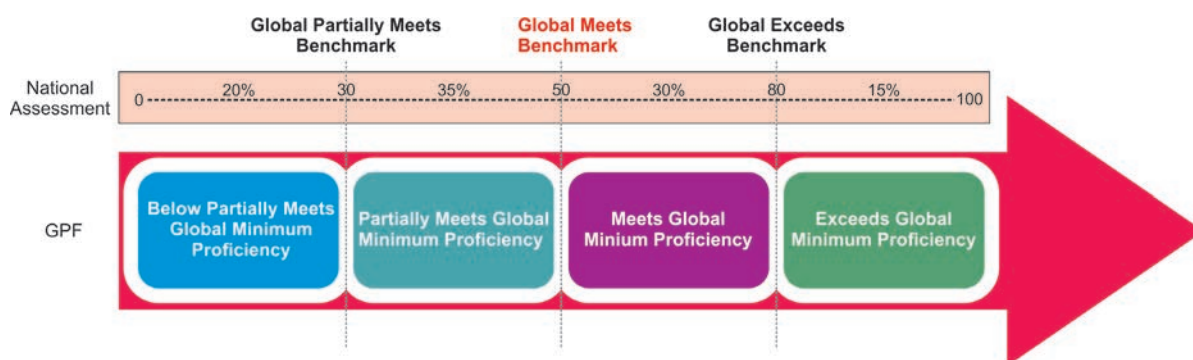 Global Partially Meets
Benchmark
Global Meets
Benchmark
Global Exceeds
Benchmark
National
Assessment
0 20% 30 35% 50 30% 80 15% 100
GPF
Below Partially Meets
Global Minimum
Proficiency
Partially Meets Global
Minimum Proficiency
Meets Global
Minium Proficiency
Exceeds Global
Minimum Proficiency